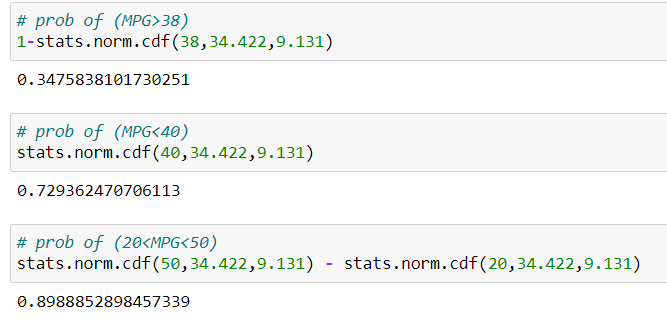 # prob of (MPG>38)
1-stats.norm.cdf(38,34.422,9.131)
0.3475838101730251
# prob of (MPG<40)
stats.norm.cdf(40,34.422,9.131)
0.729362470706113
# prob of (20<MPG<50)
stats.norm.cdf(50,34.422,9.131) - stats.norm.cdf(20,34.422,9.131)
0.8988852898457339